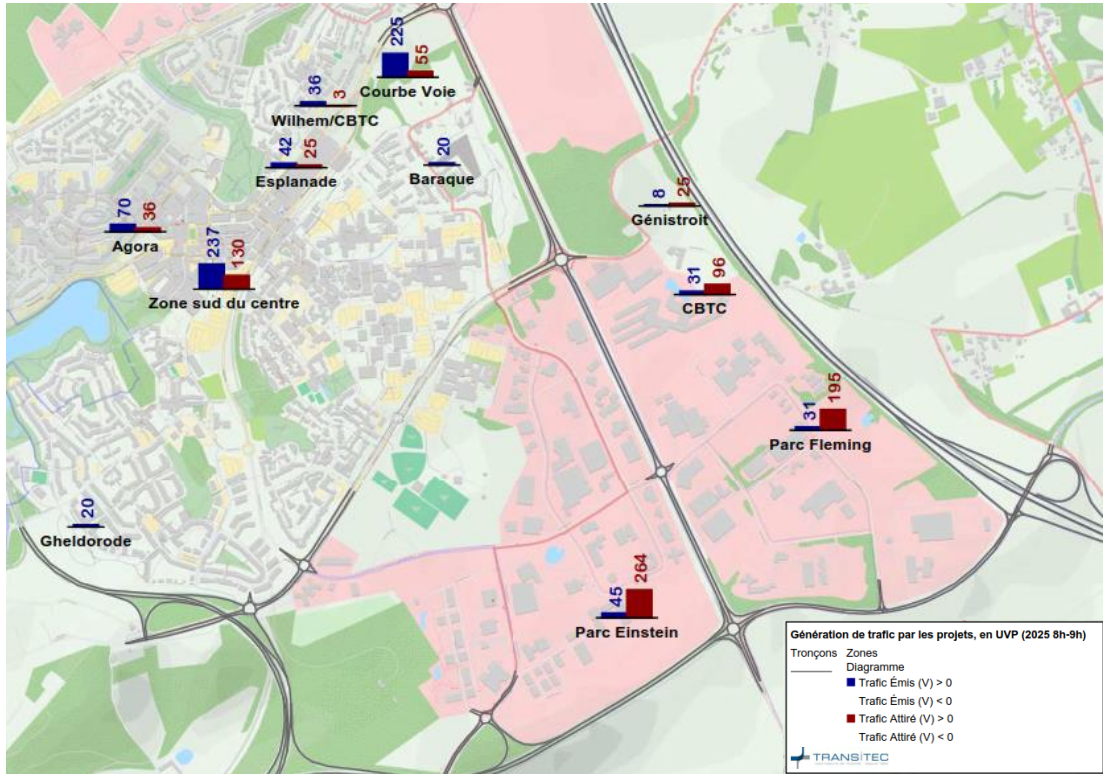 225
55
Courbe Voie
36
3
Wilhem/CBTC
42
25
Esplanade
20
Baraque
8
25
Génistroit
70
36
Agora
237
130
Zone sud du centre
31
96
CBTC
31
195
Parc Fleming
20
Gheldorode
45
264
Parc Einstein
Génération de trafic par les projets, en UVP (2025 8h-9h)
Tronçons Zones
Diagramme
Trafic Émis (V) > 0
Trafic Émis (V) < 0
Trafic Attiré (V) > 0
Trafic Attiré (V) < 0
TRANSITEC